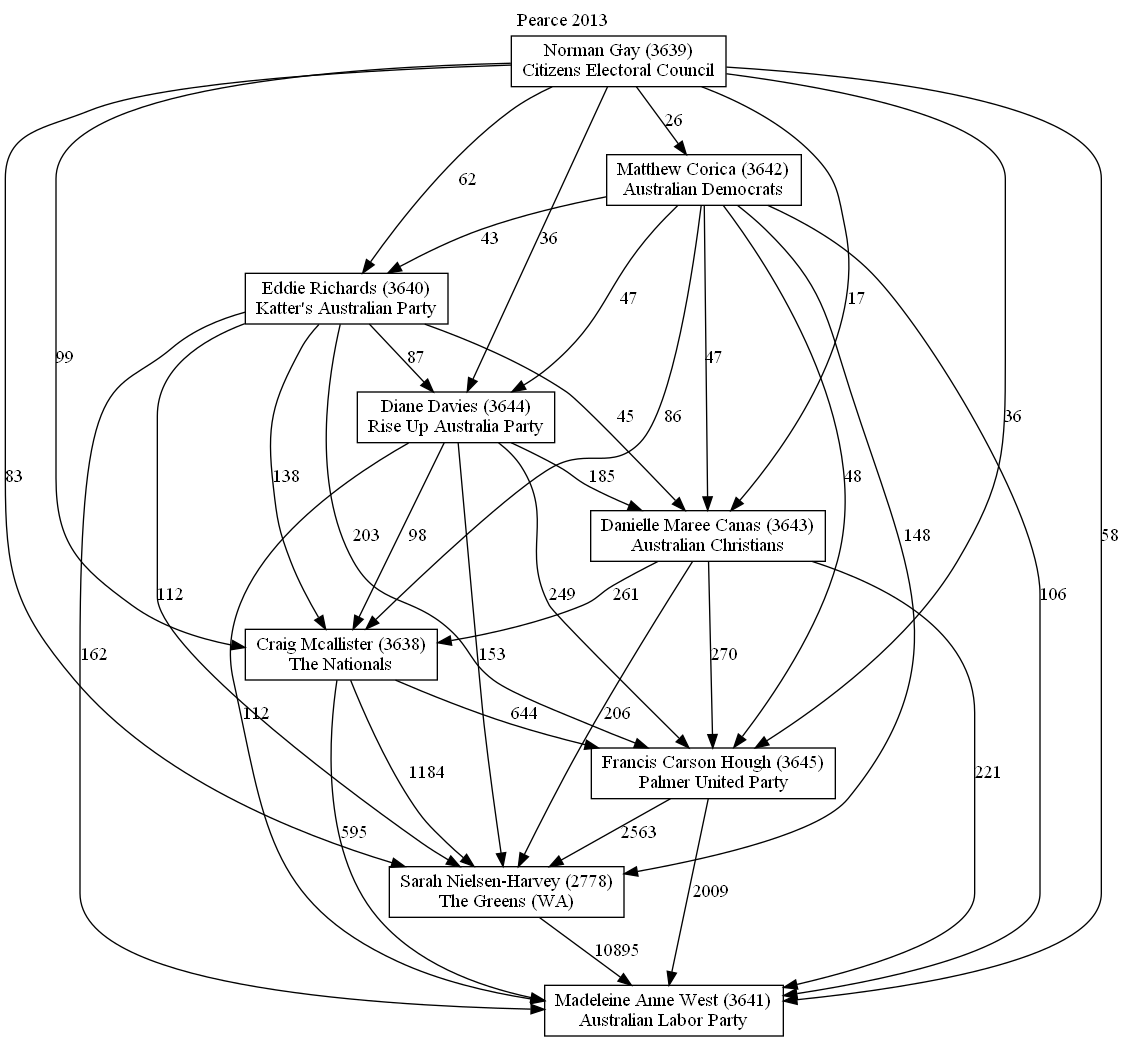 Pearce 2013
Norman Gay (3639)
Citizens Electoral Council
26
Matthew Corica (3642)
Australian Democrats
62
43
36
47
17
Eddie Richards (3640)
Katter's Australian Party
99
87
47
Diane Davies (3644)
Rise Up Australia Party
45
86
36
83
138
185
48
Danielle Maree Canas (3643)
Australian Christians
203
98
148
112
249
261
106
58
Craig Mcallister (3638)
The Nationals
162
153
270
112
644
206
Francis Carson Hough (3645)
Palmer United Party
1184
221
595
2563
Sarah Nielsen-Harvey (2778)
The Greens (WA)
2009
10895
Madeleine Anne West (3641)
Australian Labor Party